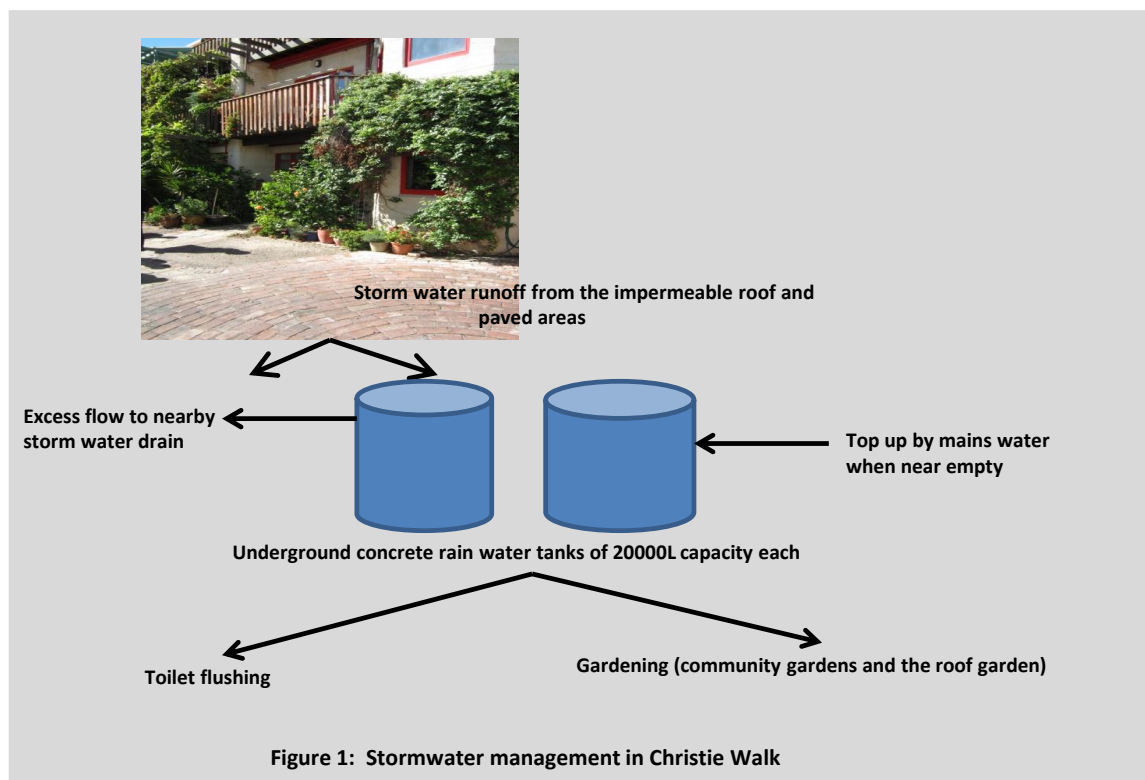 Storm water runoff from the impermeable roof and
paved areas
Excess flow to nearby
storm water drain
Top up by mains water
when near empty
Underground concrete rain water tanks of 20000L capacity each
Toilet flushing
Gardening (community gardens and the roof garden)
Figure 1:  Stormwater management in Christie Walk